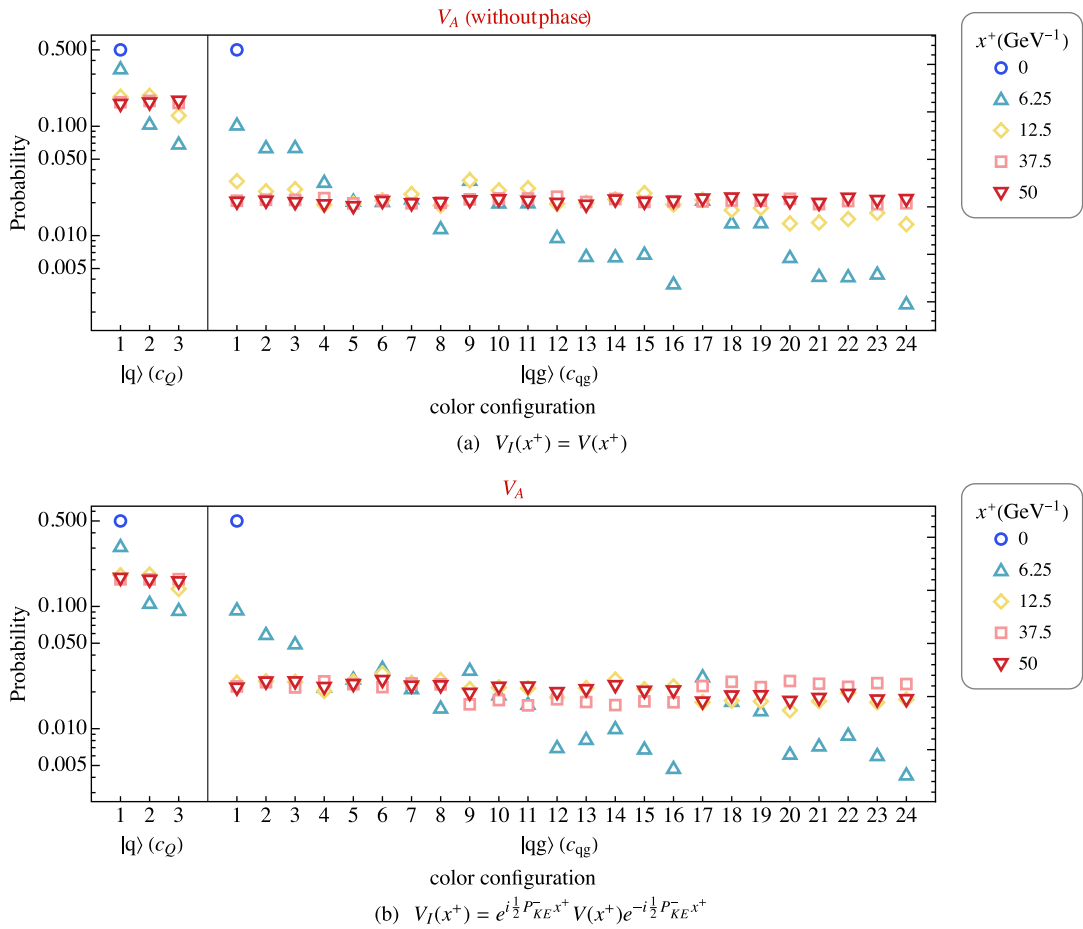 V_A (without phase)
Probability
0.500
0.100
0.050
0.010
0.005
1 2 3 1 2 3 4 5 6 7 8 9 10 11 12 13 14 15 16 17 18 19 20 21 22 23 24
|q⟩ (c_Q) |qg⟩ (c_qg)
color configuration
x⁺(GeV⁻¹)
0
6.25
12.5
37.5
50
(a) V_I(x⁺) = V(x⁺)
V_A
Probability
0.500
0.100
0.050
0.010
0.005
1 2 3 1 2 3 4 5 6 7 8 9 10 11 12 13 14 15 16 17 18 19 20 21 22 23 24
|q⟩ (c_Q) |qg⟩ (c_qg)
color configuration
x⁺(GeV⁻¹)
0
6.25
12.5
37.5
50
(b) V_I(x⁺) = e^{i\frac{1}{2}P^-_{KE}x^+} V(x⁺)e^{-i\frac{1}{2}P^-_{KE}x^+}